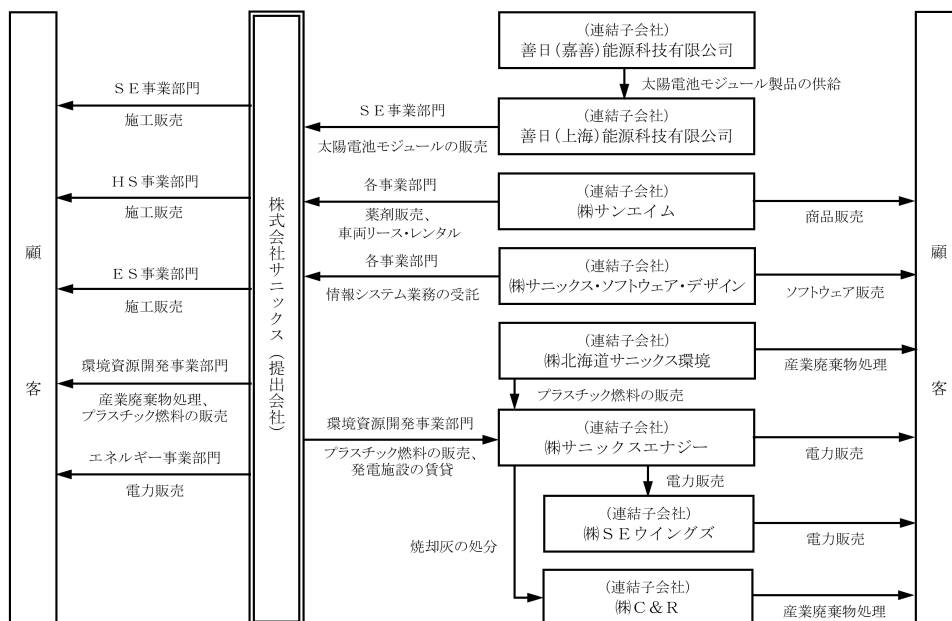 顧客
ＳＥ事業部門
施工販売
ＨＳ事業部門
施工販売
ＥＳ事業部門
施工販売
環境資源開発事業部門
産業廃棄物処理、
プラスチック燃料の販売
エネルギー事業部門
電力販売
株式会社サニックス（提出会社）
（連結子会社）
善日（嘉善）能源科技有限公司
太陽電池モジュール製品の供給
ＳＥ事業部門
太陽電池モジュールの販売
（連結子会社）
善日（上海）能源科技有限公司
各事業部門
薬剤販売、
車両リース・レンタル
（連結子会社）
㈱サンエイム
商品販売
各事業部門
情報システム業務の受託
（連結子会社）
㈱サニックス・ソフトウェア・デザイン
ソフトウェア販売
（連結子会社）
㈱北海道サニックス環境
産業廃棄物処理
プラスチック燃料の販売
環境資源開発事業部門
プラスチック燃料の販売、
発電施設の賃貸
（連結子会社）
㈱サニックスエナジー
電力販売
電力販売
（連結子会社）
㈱ＳＥウイングズ
電力販売
焼却灰の処分
（連結子会社）
㈱Ｃ＆Ｒ
産業廃棄物処理
顧客